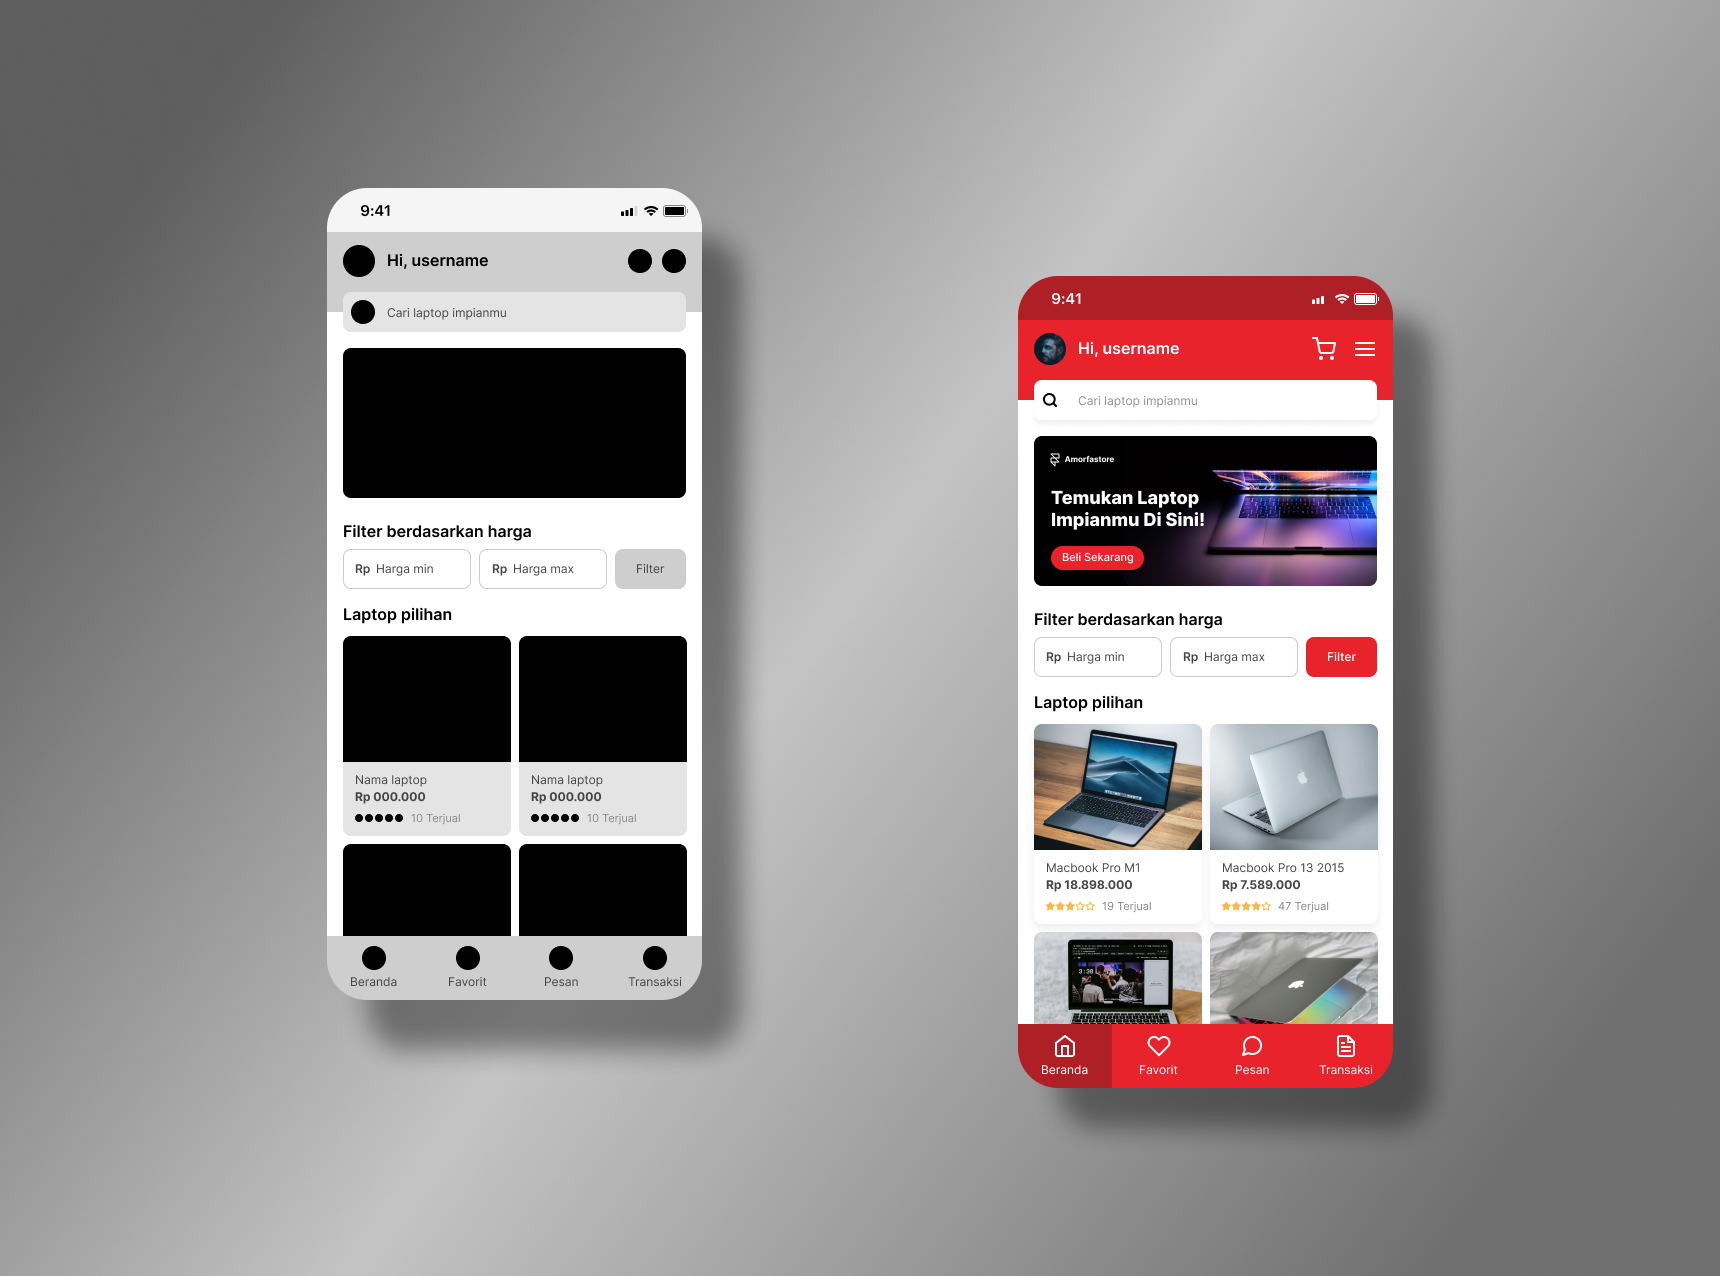 9:41
Hi, username
Cari laptop impianmu
Filter berdasarkan harga
Rp Harga min
Rp Harga max
Filter
Laptop pilihan
Nama laptop
Rp 000.000
10 Terjual
Nama laptop
Rp 000.000
10 Terjual
Beranda
Favorit
Pesan
Transaksi
9:41
Hi, username
Cari laptop impianmu
Amorfastore
Temukan Laptop
Impianmu Di Sini!
Beli Sekarang
Filter berdasarkan harga
Rp Harga min
Rp Harga max
Filter
Laptop pilihan
Macbook Pro M1
Rp 18.898.000
19 Terjual
Macbook Pro 13 2015
Rp 7.589.000
47 Terjual
3:38
Beranda
Favorit
Pesan
Transaksi